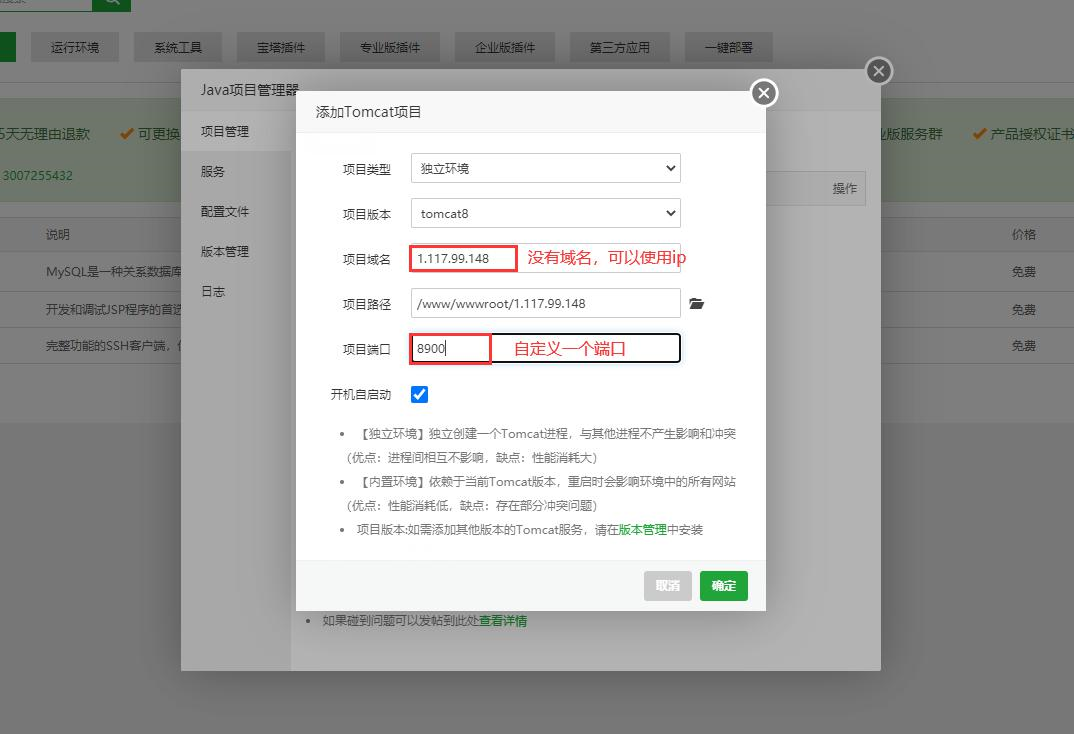 运行环境 系统工具 宝塔插件 专业版插件 企业版插件 第三方应用 一键部署
Java项目管理器
添加Tomcat项目
5天无理由退款 可更换 业版服务群 产品授权证书
项目管理
项目类型 独立环境
服务
3007255432
操作
配置文件
项目版本 tomcat8
说明 价格
版本管理
项目域名 1.117.99.148 没有域名，可以使用ip
MySQL是一种关系数据库 免费
日志
项目路径 /www/wwwroot/1.117.99.148
开发和调试JSP程序的首选 免费
完整功能的SSH客户端， 免费
项目端口 8900 自定义一个端口
开机自启动
• 【独立环境】独立创建一个Tomcat进程，与其他进程不产生影响和冲突
(优点：进程间相互不影响，缺点：性能消耗大)
• 【内置环境】依赖于当前Tomcat版本，重启时会影响环境中的所有网站
(优点：性能消耗低，缺点：存在部分冲突问题)
• 项目版本:如需添加其他版本的Tomcat服务，请在版本管理中安装
取消 确定
• 如果碰到问题可以发帖到此处查看详情